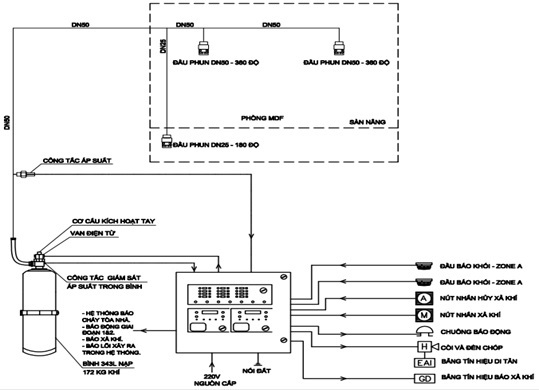 DN50
DN50
DN50
DN25
ĐẦU PHUN DN50 - 360 ĐỘ
ĐẦU PHUN DN50 - 360 ĐỘ
DN50
PHÒNG MDF
SÀN NÂNG
ĐẦU PHUN DN25 - 180 ĐỘ
CÔNG TẮC ÁP SUẤT
CƠ CẤU KÍCH HOẠT TAY
VAN ĐIỆN TỪ
CÔNG TẮC GIÁM SÁT
ÁP SUẤT TRONG BÌNH
ĐẦU BÁO KHÓI - ZONE A
ĐẦU BÁO KHÓI - ZONE A
A
NÚT NHẤN HỦY XẢ KHÍ
M
NÚT NHẤN XẢ KHÍ
CHUÔNG BÁO ĐỘNG
H
CÒI VÀ ĐÈN CHỚP
EAI
BẢNG TÍN HIỆU DI TẢN
GD
BẢNG TÍN HIỆU BÁO XẢ KHÍ
- HỆ THỐNG BÁO
CHÁY TÒA NHÀ.
- BÁO ĐỘNG GIAI
ĐOẠN 1&2.
- BÁO XẢ KHÍ.
- BÁO LỖI XẢY RA
TRONG HỆ THỐNG.
BÌNH 343L NẠP
172 KG KHÍ
220V
NGUỒN CẤP
NỐI ĐẤT